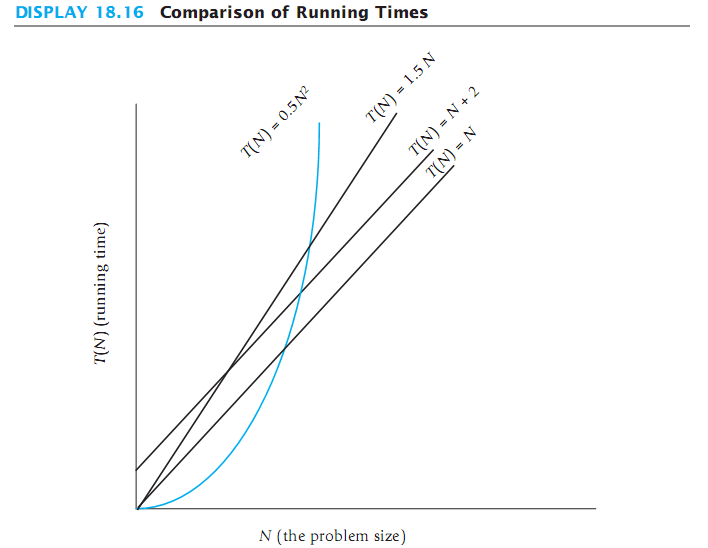 DISPLAY 18.16 Comparison of Running Times
T(N) = 0.5N²
T(N) = 1.5 N
T(N) = N + 2
T(N) = N
T(N) (running time)
N (the problem size)